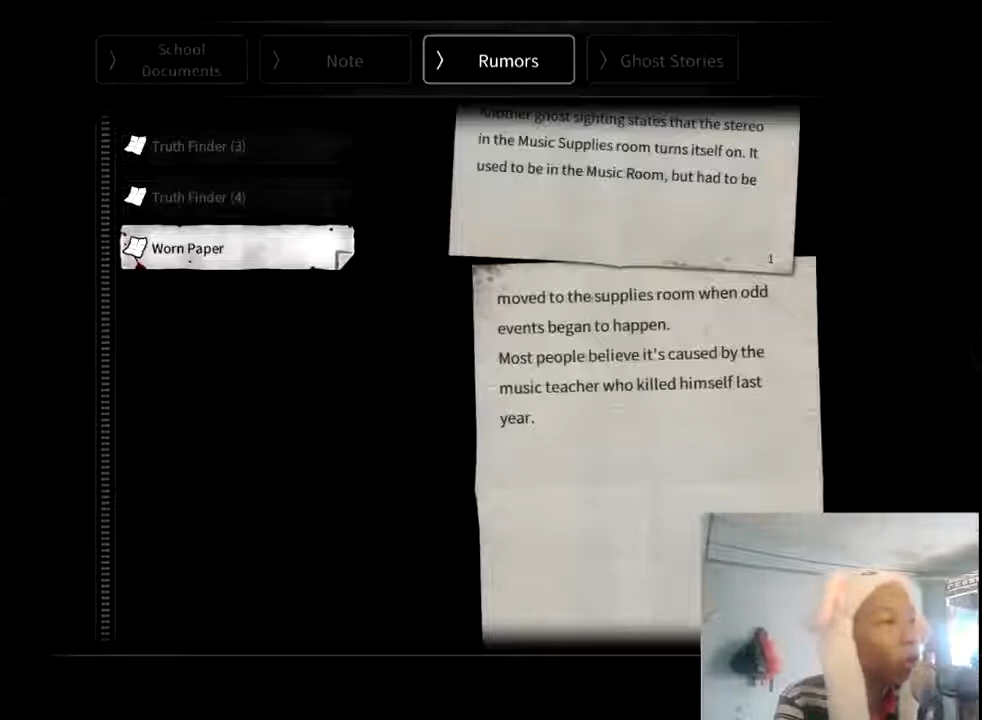 School
Documents
Note
Rumors
Ghost Stories
Truth Finder (3)
Truth Finder (4)
Worn Paper
Another ghost sighting states that the stereo
in the Music Supplies room turns itself on. It
used to be in the Music Room, but had to be
1
moved to the supplies room when odd
events began to happen.
Most people believe it's caused by the
music teacher who killed himself last
year.